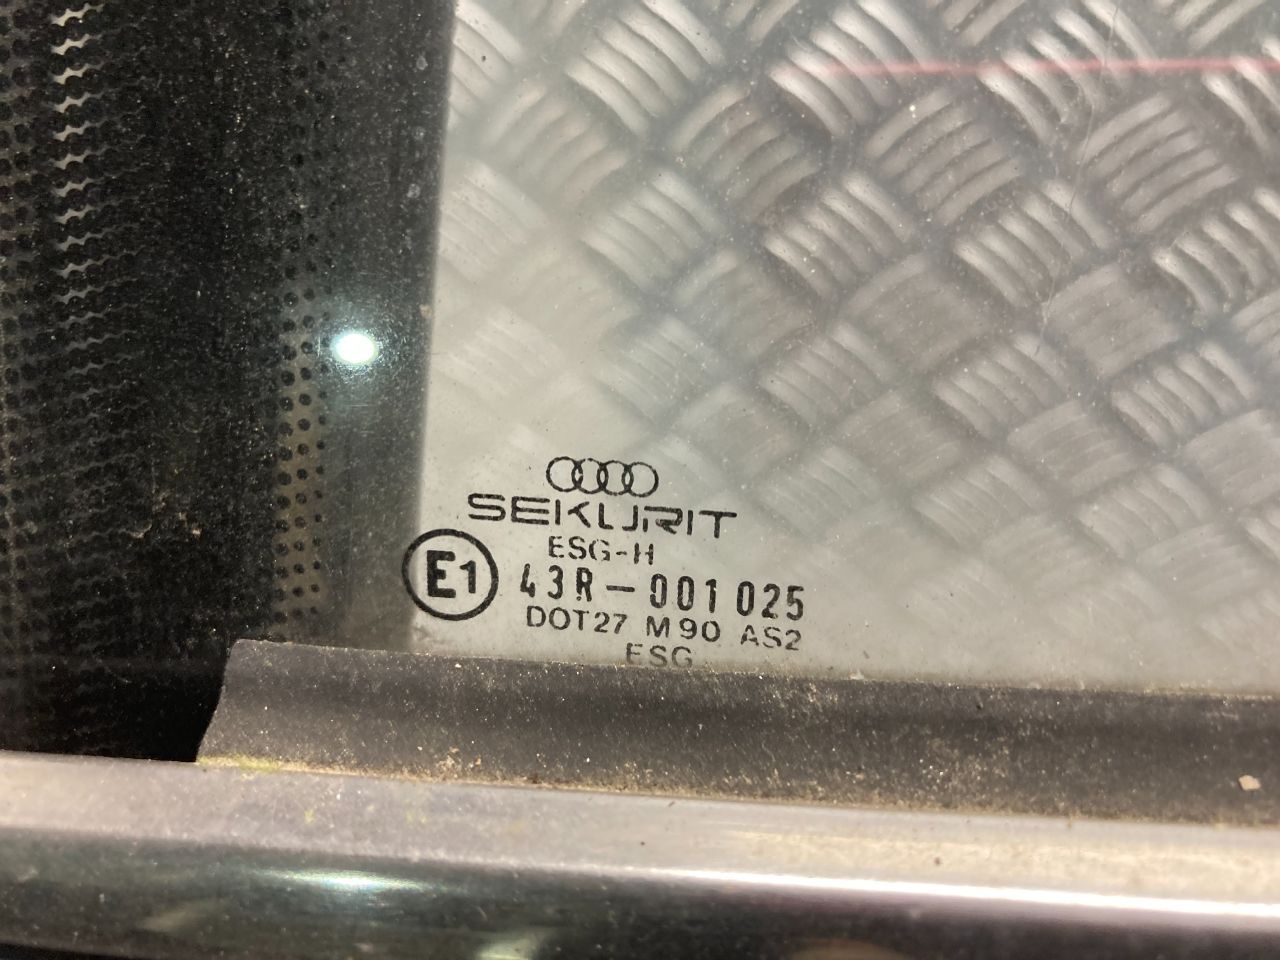 SEKURIT
ESG-H
E1 43R-001025
DOT27 M90 AS2
ESG